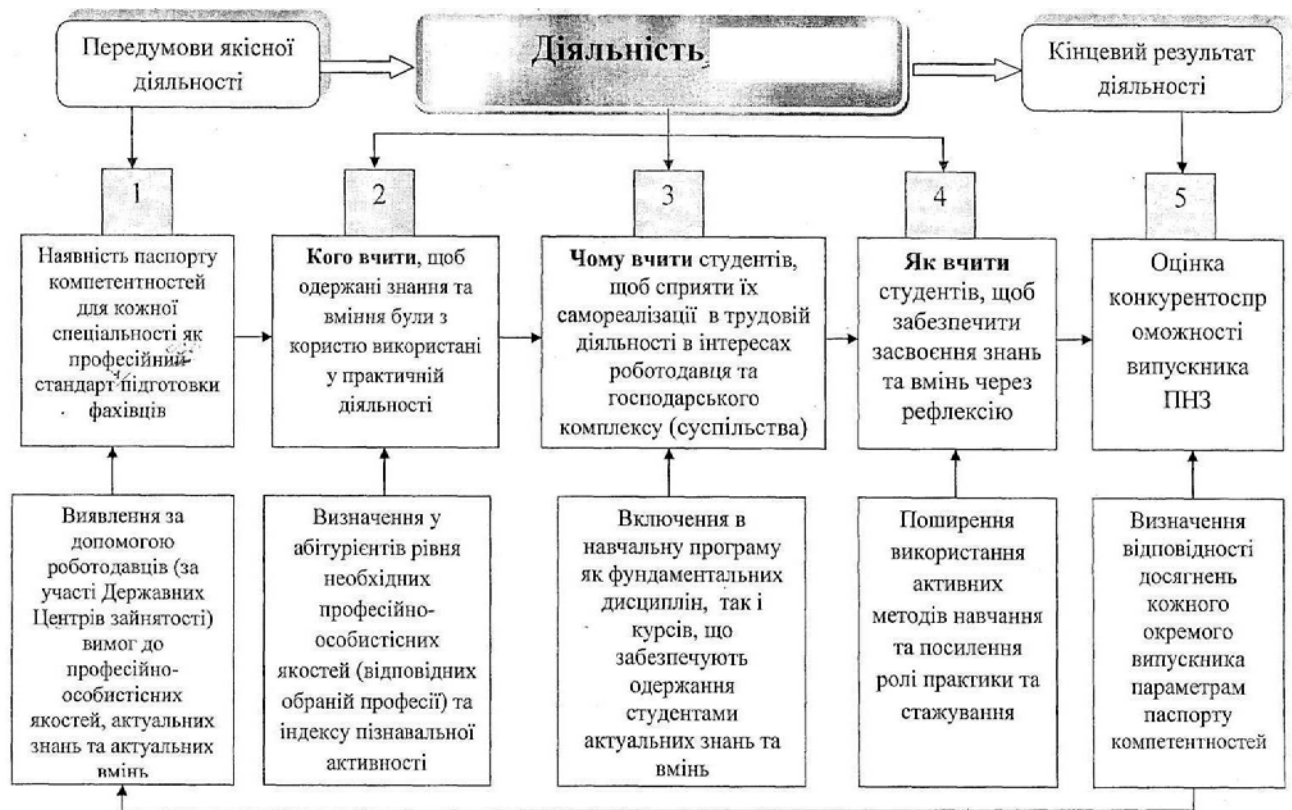 Передумови якісної
діяльності
Діяльність
Кінцевий результат
діяльності
1
2
3
4
5
Наявність паспорту
компетентностей
для кожної
спеціальності як
професійний
стандарт підготовки
фахівців
Кого вчити, щоб
одержані знання та
вміння були з
користю використані
у практичній
діяльності
Чому вчити студентів,
щоб сприяти їх
самореалізації в трудовій
діяльності в інтересах
роботодавця та
господарського
комплексу (суспільства)
Як вчити
студентів, щоб
забезпечити
засвоєння знань
та вмінь через
рефлексію
Оцінка
конкурентоспр
оможності
випускника
ПНЗ
Виявлення за
допомогою
роботодавців (за
участі Державних
Центрів зайнятості)
вимог до
професійно-
особистісних
якостей, актуальних
знань та актуальних
вмінь
Визначення у
абітурієнтів рівня
необхідних
професійно-
особистісних
якостей (відповідних
обраній професії) та
індексу пізнавальної
активності
Включення в
навчальну програму
як фундаментальних
дисциплін, так і
курсів, що
забезпечують
одержання
студентами
актуальних знань та
вмінь
Поширення
використання
активних
методів навчання
та посилення
ролі практики та
стажування
Визначення
відповідності
досягнень
кожного
окремого
випускника
параметрам
паспорту
компетентностей